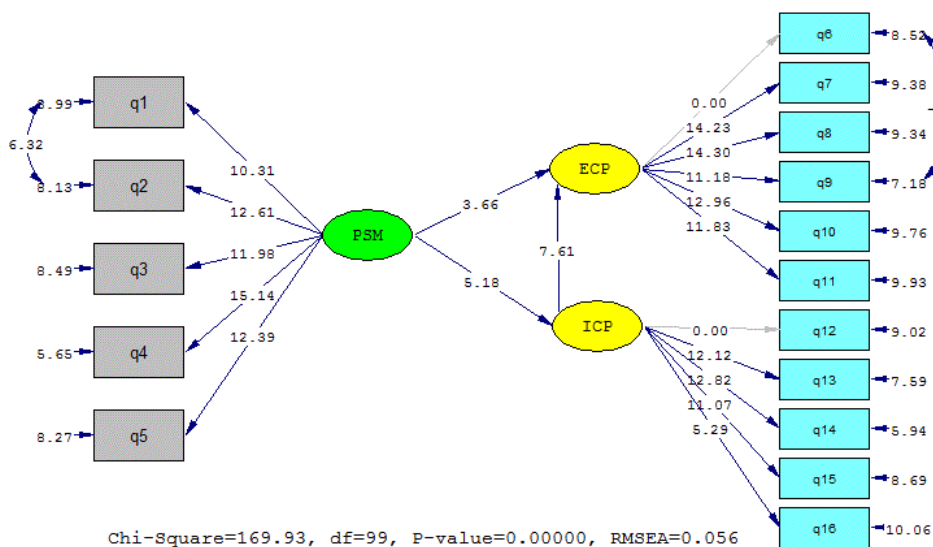 q6
8.52
0.00
q7
9.38
8.99
q1
14.23
6.32
14.30
q8
9.34
10.31
ECP
11.18
q9
7.18
8.13
q2
12.61
3.66
12.96
PSM
11.83
q10
9.76
8.49
q3
11.98
7.61
5.18
q11
9.93
15.14
ICP
0.00
q12
9.02
5.65
q4
12.39
12.12
q13
7.59
12.82
11.07
q14
5.94
8.27
q5
5.29
q15
8.69
q16
10.06
Chi-Square=169.93, df=99, P-value=0.00000, RMSEA=0.056